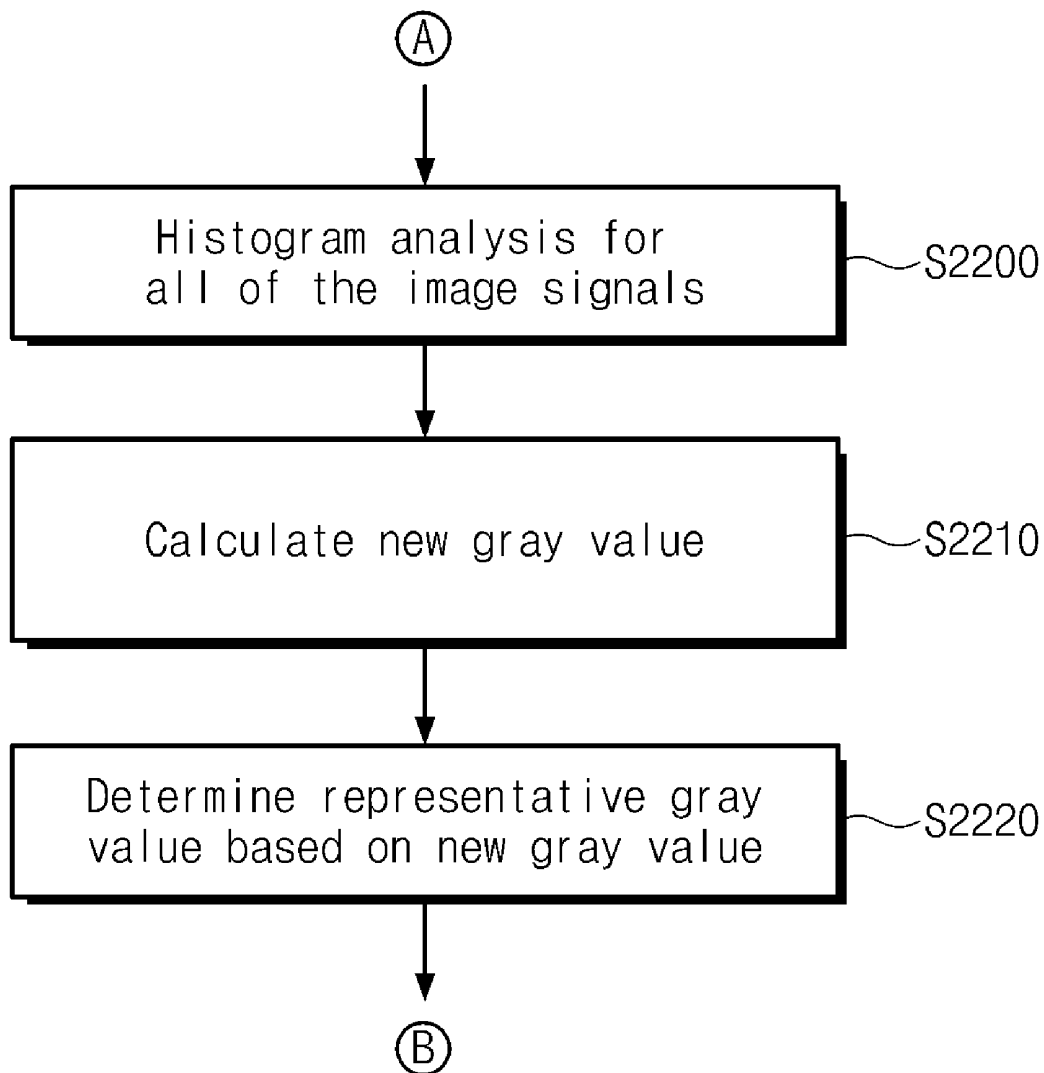 A
Histogram analysis for
all of the image signals
S2200
Calculate new gray value
S2210
Determine representative gray
value based on new gray value
S2220
B